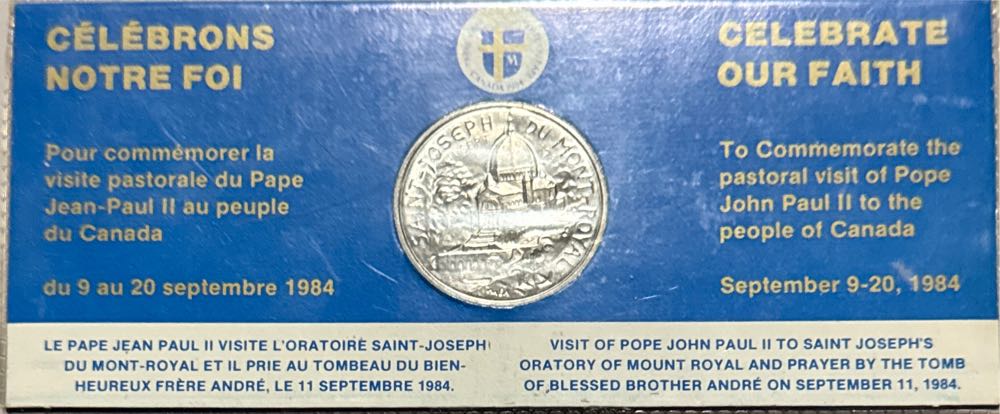 CÉLÉBRONS
NOTRE FOI
Pour commémorer la
visite pastorale du Pape
Jean-Paul II au peuple
du Canada
du 9 au 20 septembre 1984
M
CANADA 1984
SAINT-JOSEPH DU MONT-ROYAL
CELEBRATE
OUR FAITH
To Commemorate the
pastoral visit of Pope
John Paul II to the
people of Canada
September 9-20, 1984
LE PAPE JEAN PAUL II VISITE L'ORATOIRE SAINT-JOSEPH
DU MONT-ROYAL ET IL PRIE AU TOMBEAU DU BIEN-
HEUREUX FRÈRE ANDRÉ, LE 11 SEPTEMBRE 1984.
VISIT OF POPE JOHN PAUL II TO SAINT JOSEPH'S
ORATORY OF MOUNT ROYAL AND PRAYER BY THE TOMB
OF BLESSED BROTHER ANDRÉ ON SEPTEMBER 11, 1984.